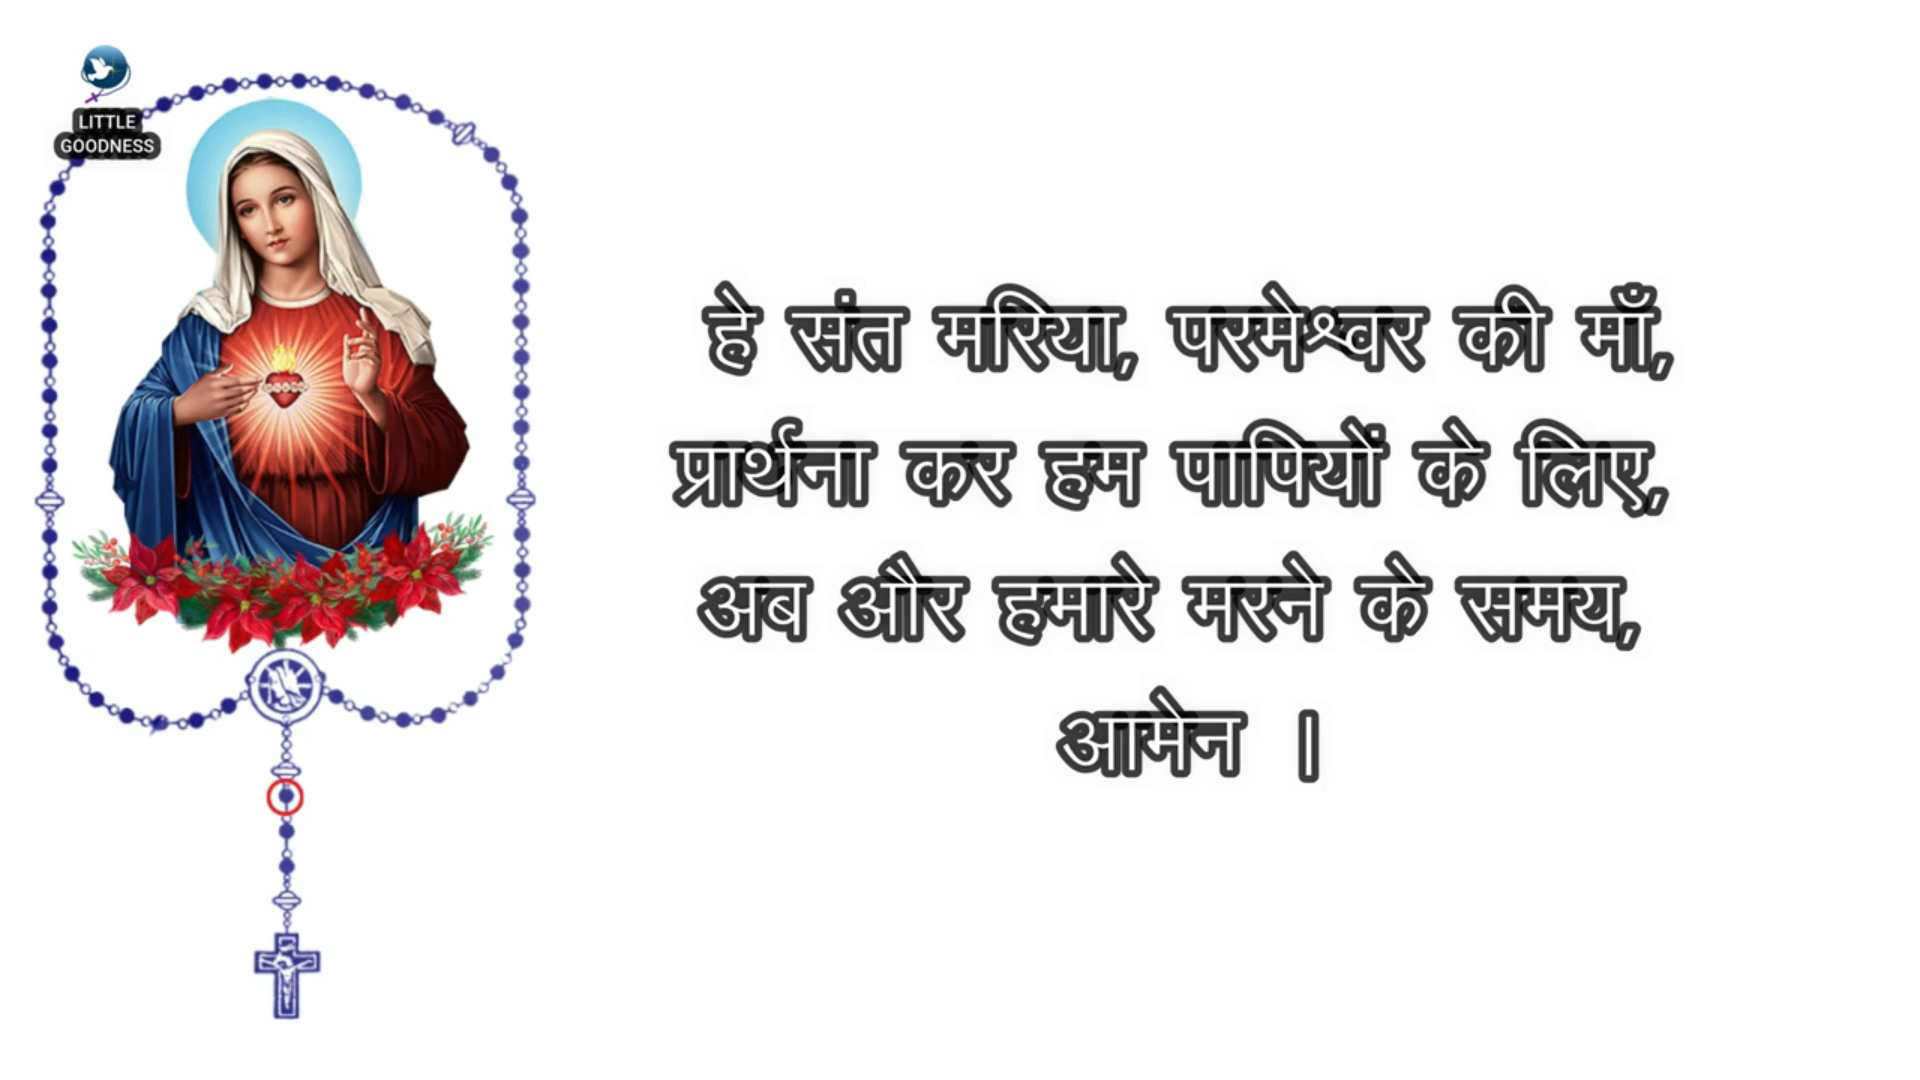 LITTLE
GOODNESS
हे संत मरिया, परमेश्वर की माँ,
प्रार्थना कर हम पापियों के लिए,
अब और हमारे मरने के समय,
आमेन ।